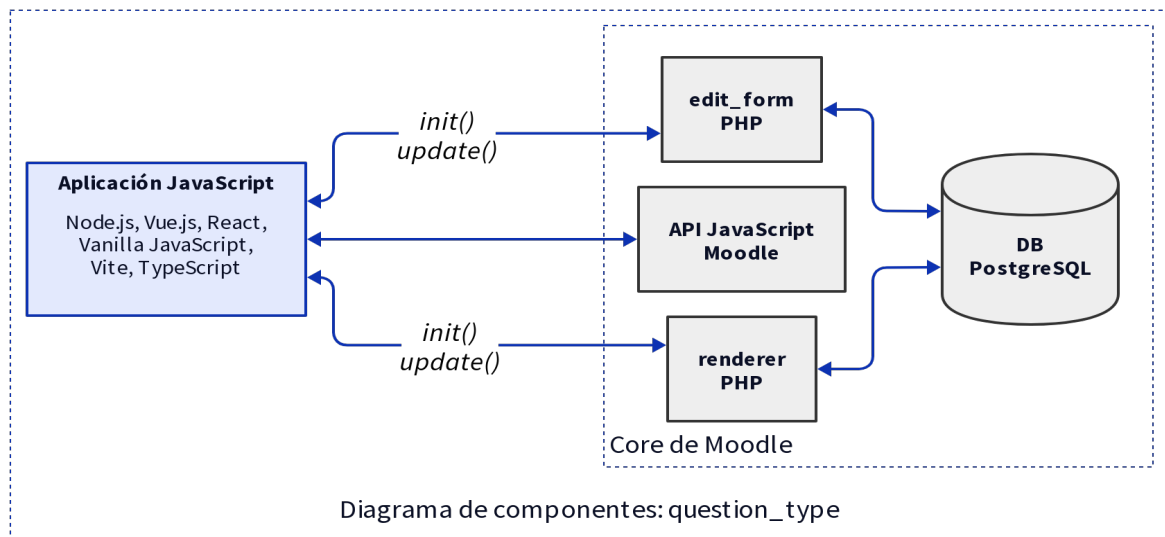 edit_form
PHP
init()
update()
Aplicación JavaScript
Node.js, Vue.js, React,
Vanilla JavaScript,
Vite, TypeScript
API JavaScript
Moodle
DB
PostgreSQL
init()
update()
renderer
PHP
Core de Moodle
Diagrama de componentes: question_type